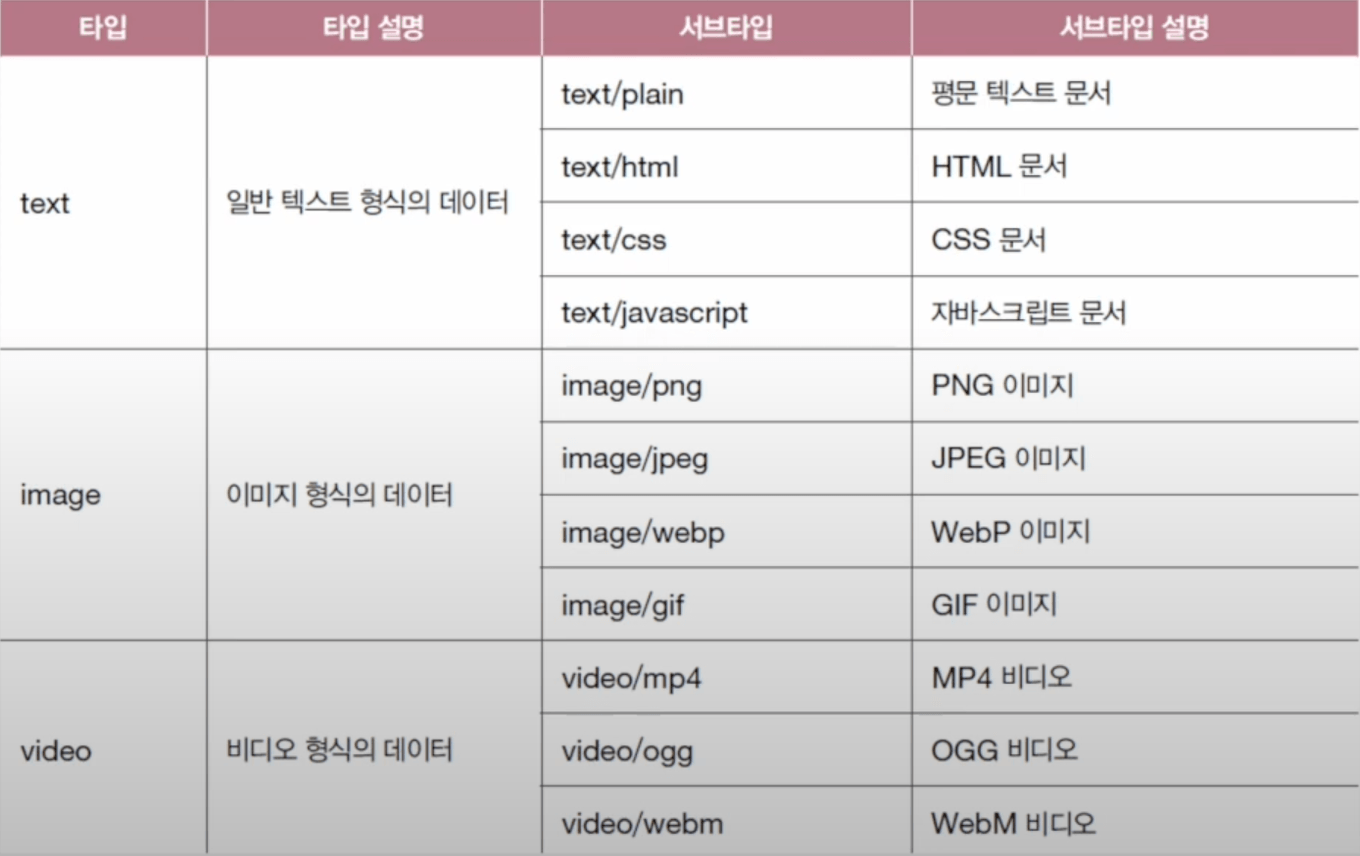 타입 타입 설명 서브타입 서브타입 설명
text 일반 텍스트 형식의 데이터
text/plain 평문 텍스트 문서
text/html HTML 문서
text/css CSS 문서
text/javascript 자바스크립트 문서
image 이미지 형식의 데이터
image/png PNG 이미지
image/jpeg JPEG 이미지
image/webp WebP 이미지
image/gif GIF 이미지
video 비디오 형식의 데이터
video/mp4 MP4 비디오
video/ogg OGG 비디오
video/webm WebM 비디오